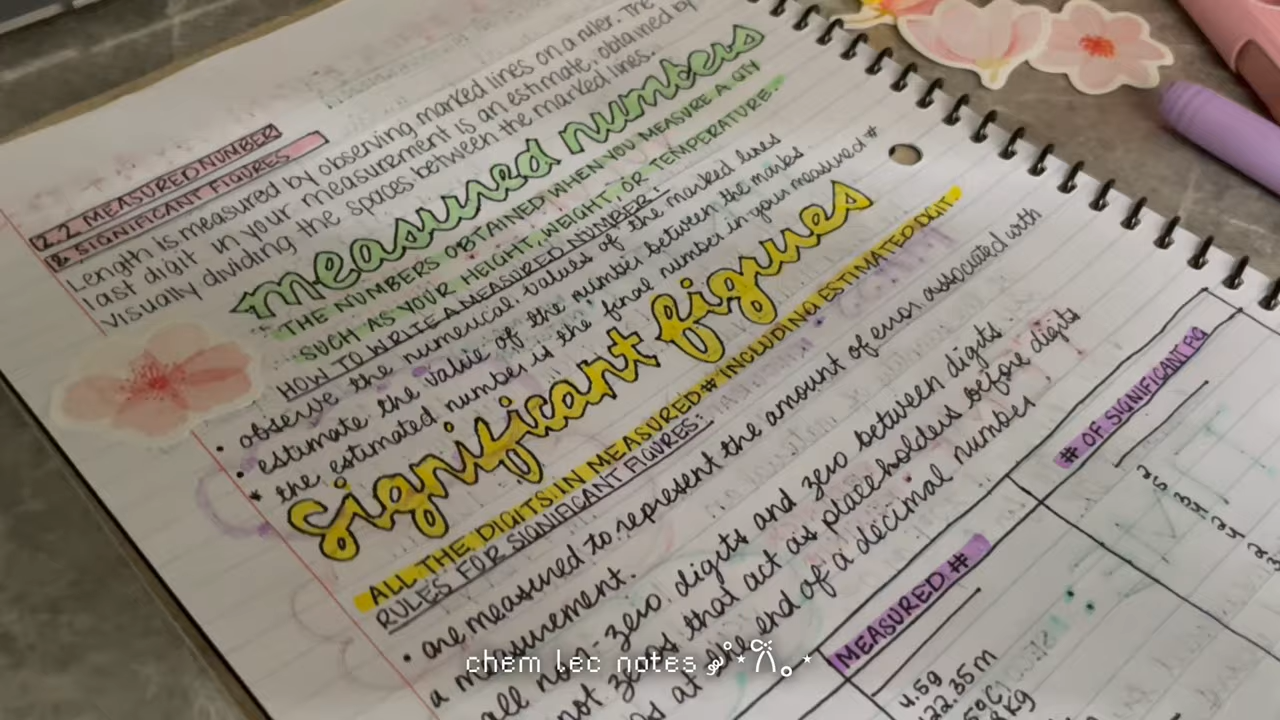 2.2 MEASURED NUMBER
& SIGNIFICANT FIGURES
Length is measured by observing marked lines on a ruler. The
last digit in your measurement is an estimate, obtained by
visually dividing the spaces between the marked lines.
measured numbers
THE NUMBERS OBTAINED WHEN YOU MEASURE A QTY
SUCH AS YOUR HEIGHT, WEIGHT, OR TEMPERATURE.
HOW TO WRITE A MEASURED NUMBER:
• observe the numerical values of the marked lines
• estimate the value of the number between the marks
* the estimated number is the final number in your measured #
significant figures
ALL THE DIGITS IN MEASURED # INCLUDING ESTIMATED DGIT.
RULES FOR SIGNIFICANT FIGURES:
• are measured to represent the amount of error associated with
a measurement.
all non-zero digits and zero between digits
not zeros that act as placeholders before digits
at the end of a decimal number
MEASURED #
# OF SIGNIFICANT FIG
4.5g
122.35m
chem lec notes